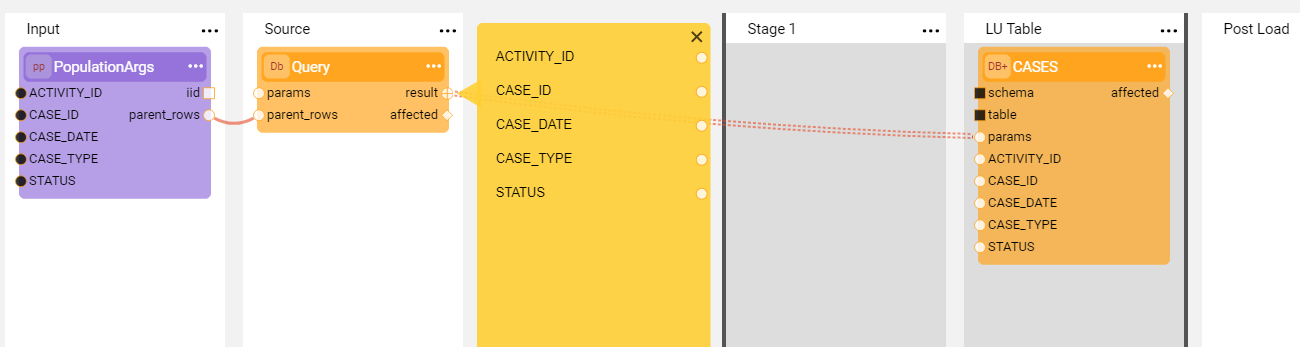 Input
pp PopulationArgs
ACTIVITY_ID iid
CASE_ID parent_rows
CASE_DATE
CASE_TYPE
STATUS
Source
Db Query
params result
parent_rows affected
ACTIVITY_ID
CASE_ID
CASE_DATE
CASE_TYPE
STATUS
Stage 1
LU Table
DB+ CASES
schema affected
table
params
ACTIVITY_ID
CASE_ID
CASE_DATE
CASE_TYPE
STATUS
Post Load